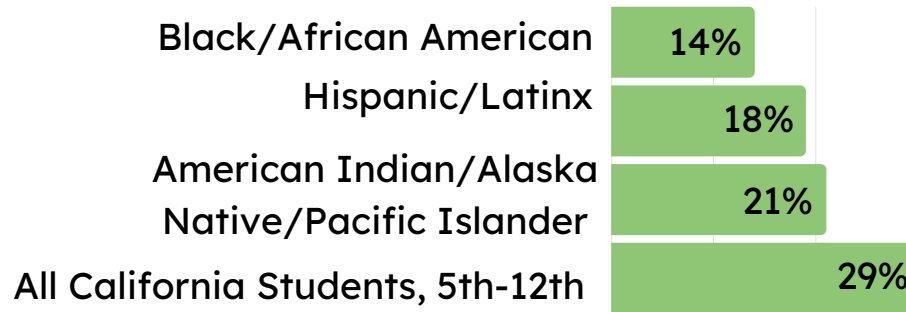 Black/African American 14%
Hispanic/Latinx 18%
American Indian/Alaska
Native/Pacific Islander 21%
All California Students, 5th-12th 29%